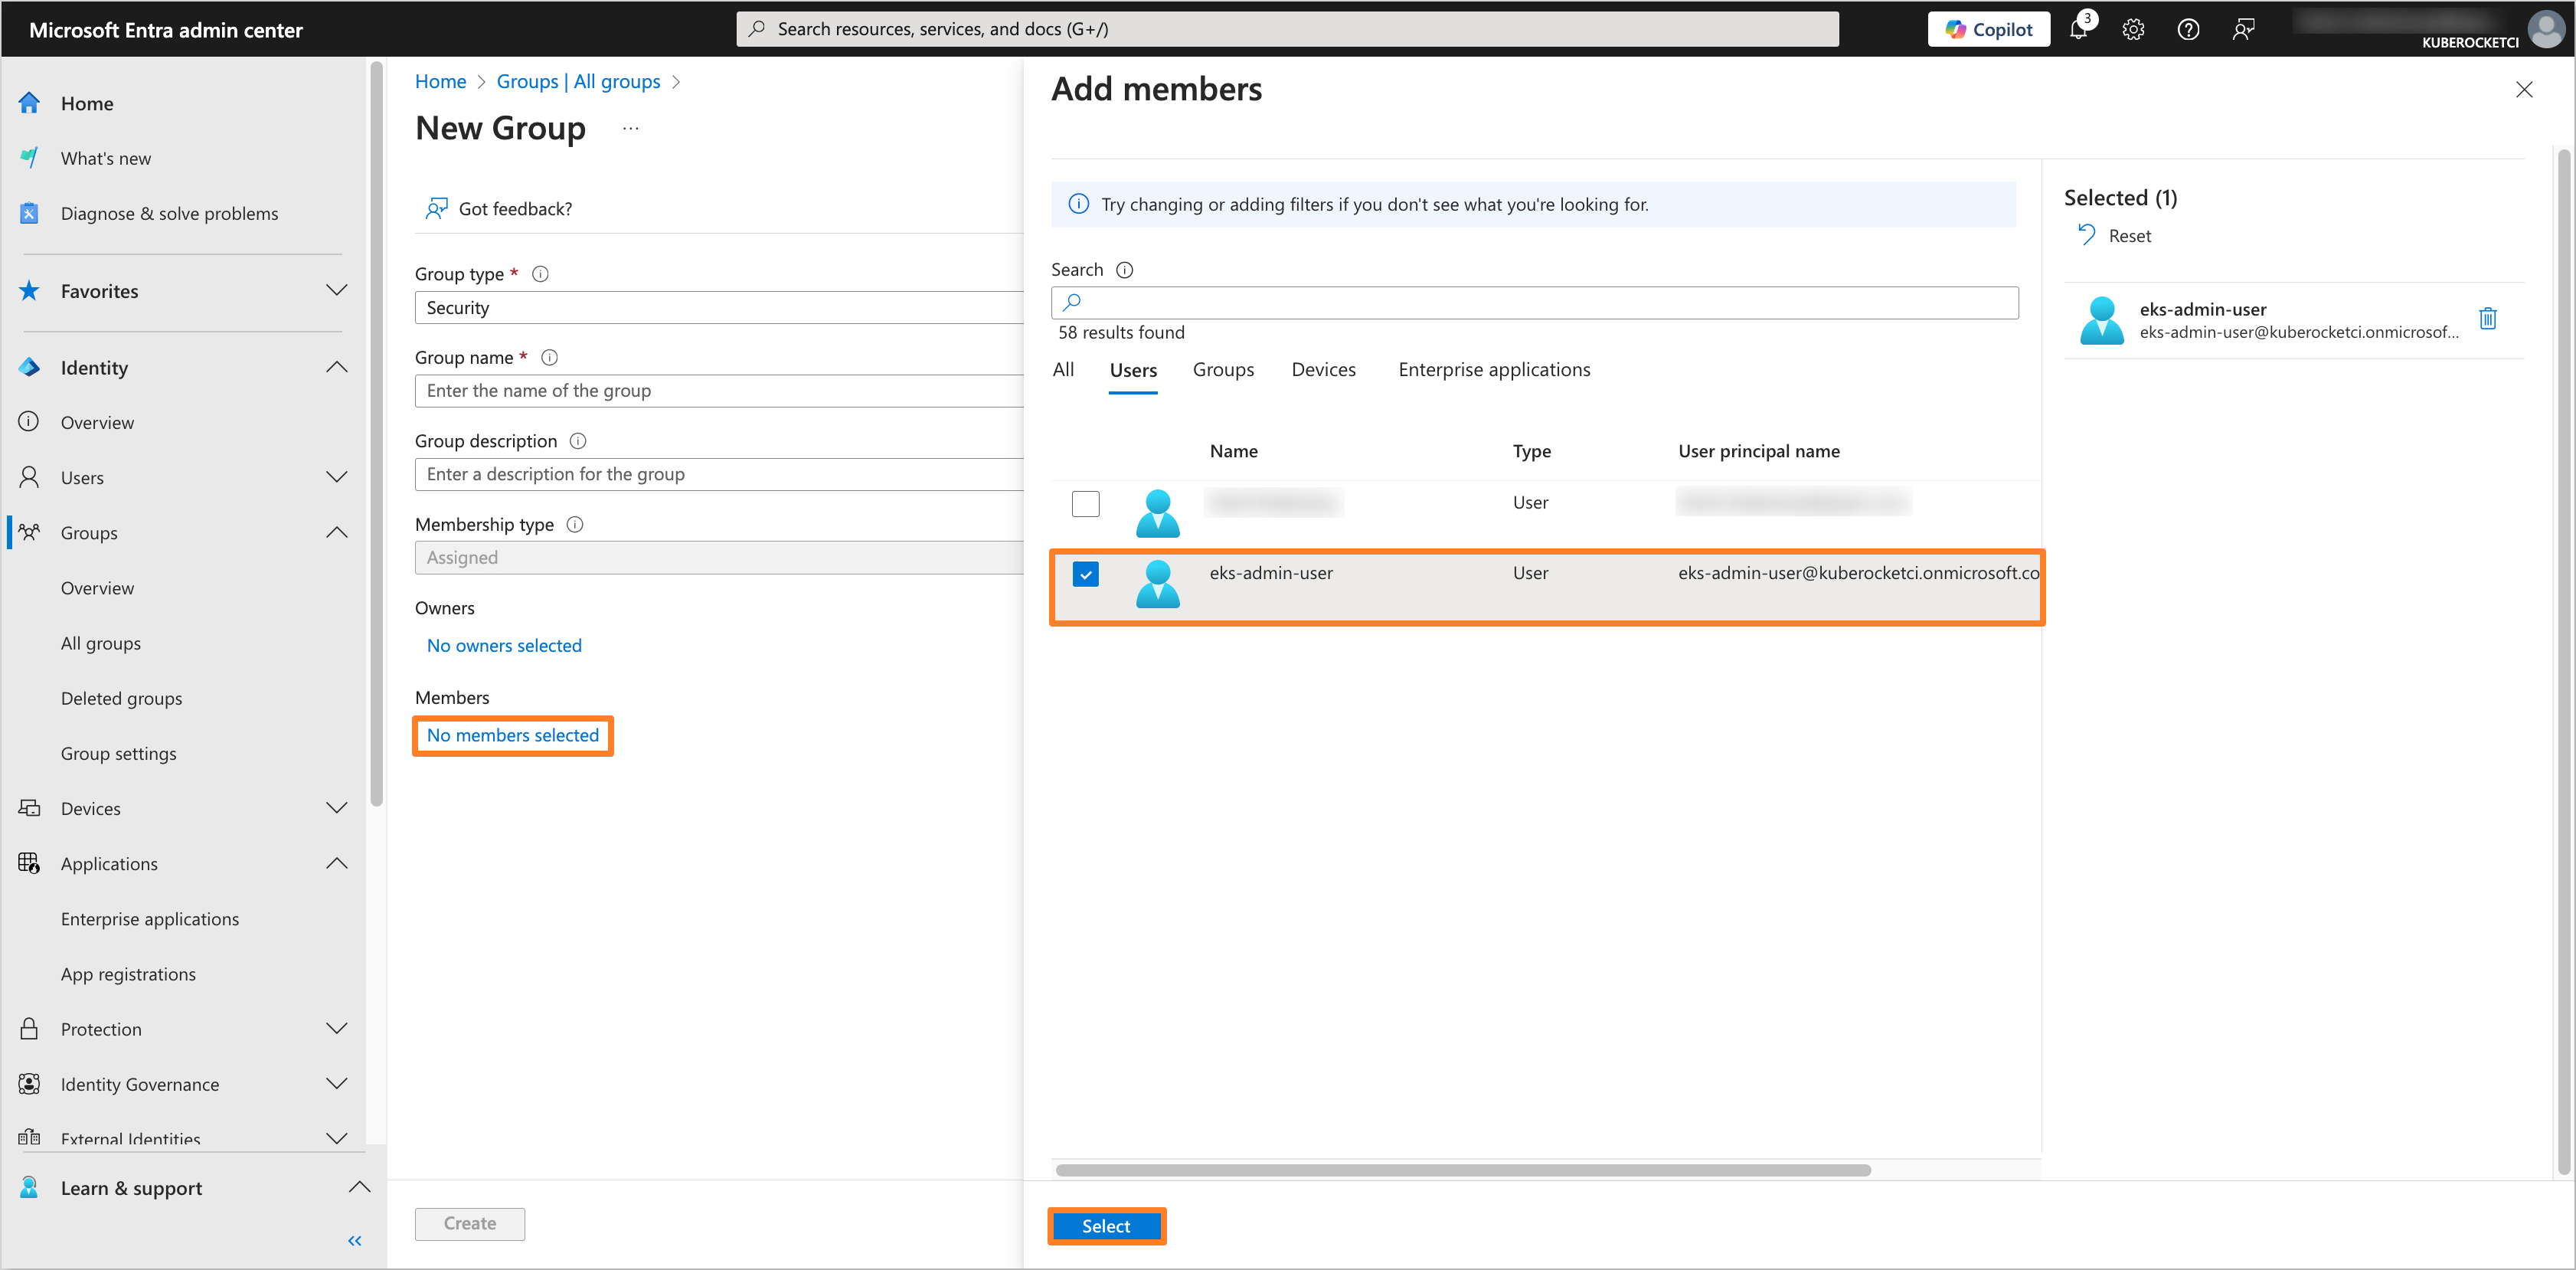 Microsoft Entra admin center
Search resources, services, and docs (G+/)
Copilot
3
KUBEROCKETCI
Home
What's new
Diagnose & solve problems
Favorites
Identity
Overview
Users
Groups
Overview
All groups
Deleted groups
Group settings
Devices
Applications
Enterprise applications
App registrations
Protection
Identity Governance
External Identities
Learn & support
Home > Groups | All groups >
New Group ...
Got feedback?
Group type *
Security
Group name *
Enter the name of the group
Group description
Enter a description for the group
Membership type
Assigned
Owners
No owners selected
Members
No members selected
Create
Add members
Try changing or adding filters if you don't see what you're looking for.
Search
58 results found
All Users Groups Devices Enterprise applications
Name Type User principal name
User
eks-admin-user User eks-admin-user@kuberocketci.onmicrosoft.co
Select
Selected (1)
Reset
eks-admin-user
eks-admin-user@kuberocketci.onmicrosof...